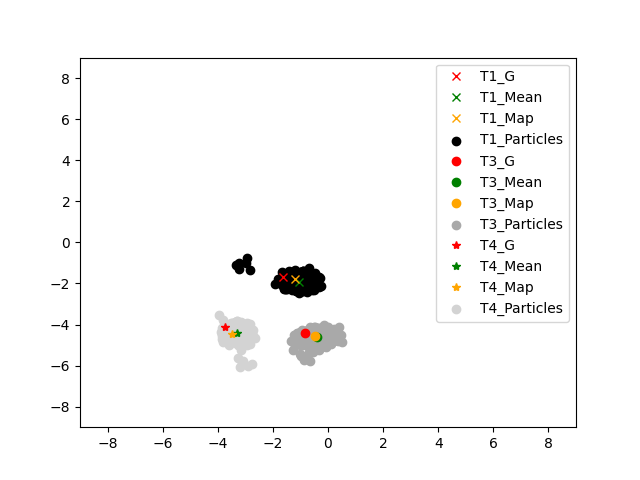 8
6
4
2
0
−2
−4
−6
−8
−8 −6 −4 −2 0 2 4 6 8
T1_G
T1_Mean
T1_Map
T1_Particles
T3_G
T3_Mean
T3_Map
T3_Particles
T4_G
T4_Mean
T4_Map
T4_Particles